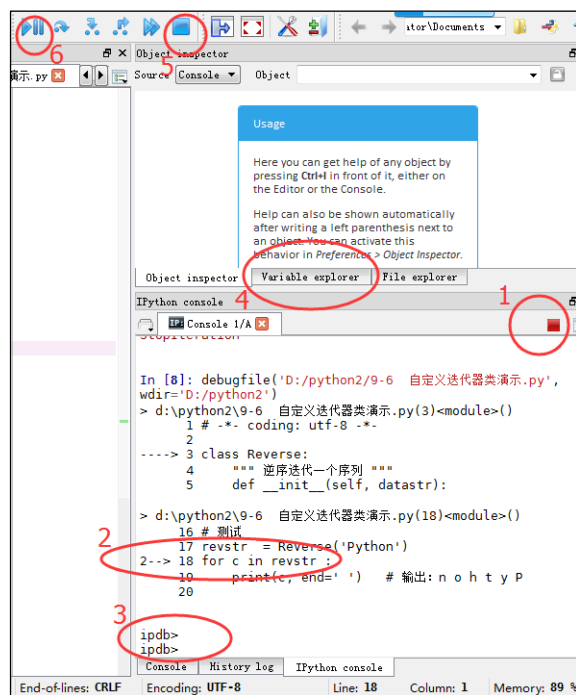 6
5
itor\Documents
Object inspector
演示.py
Source Console Object
Usage
Here you can get help of any object by
pressing Ctrl+I in front of it, either on
the Editor or the Console.
Help can also be shown automatically
after writing a left parenthesis next to
an object. You can activate this
behavior in Preferences > Object Inspector.
Object inspector Variable explorer File explorer
4
1
IPython console
Console 1/A
StopIteration
In [8]: debugfile('D:/python2/9-6 自定义迭代器类演示.py',
wdir='D:/python2')
> d:\python2\9-6 自定义迭代器类演示.py(3)<module>()
1 # -*- coding: utf-8 -*-
2
----> 3 class Reverse:
4 """ 逆序迭代一个序列 """
5 def __init__(self, datastr):
> d:\python2\9-6 自定义迭代器类演示.py(18)<module>()
16 # 测试
2
17 revstr = Reverse('Python')
2--> 18 for c in revstr :
19 print(c, end=' ') # 输出：n o h t y P
20
3
ipdb>
ipdb>
Console History log IPython console
End-of-lines: CRLF Encoding: UTF-8 Line: 18 Column: 1 Memory: 89 %